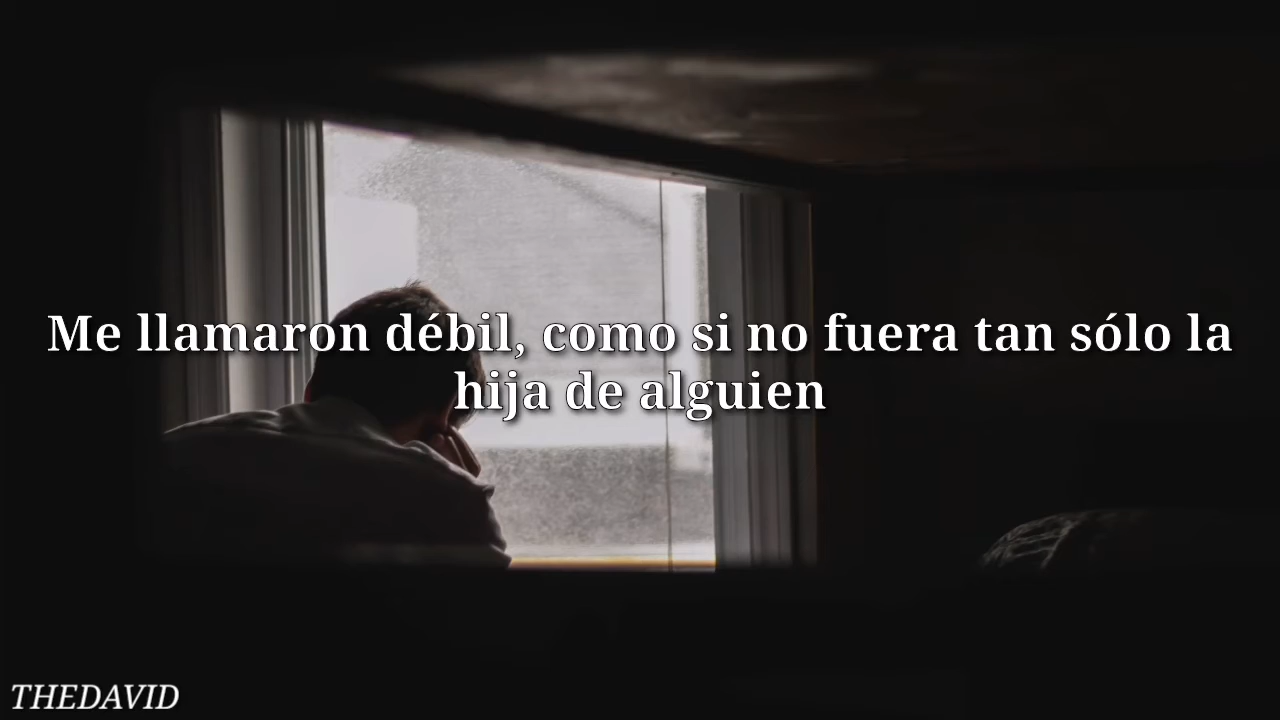 Me llamaron débil, como si no fuera tan sólo la
hija de alguien
THEDAVID